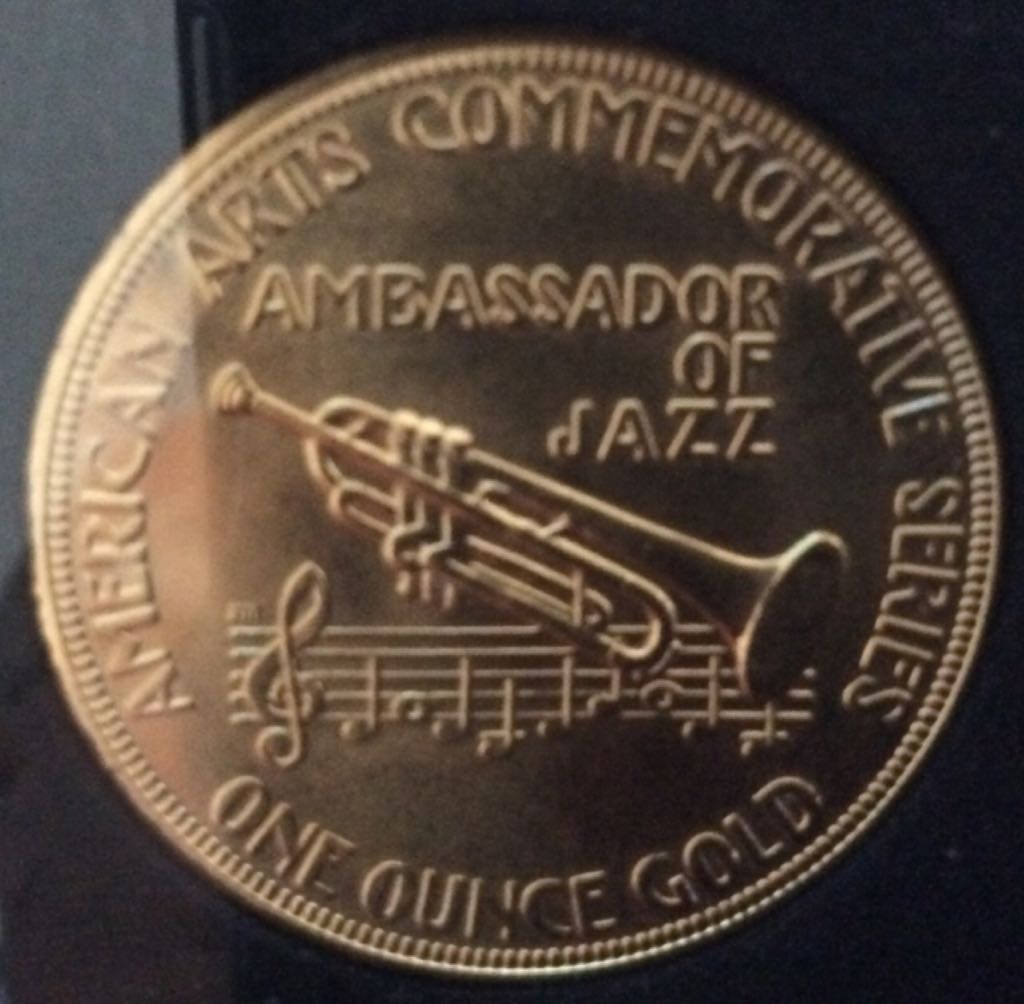 AMERICAN ARTS COMMEMORATIVE SERIES
AMBASSADOR
OF
JAZZ
ONE OUNCE GOLD